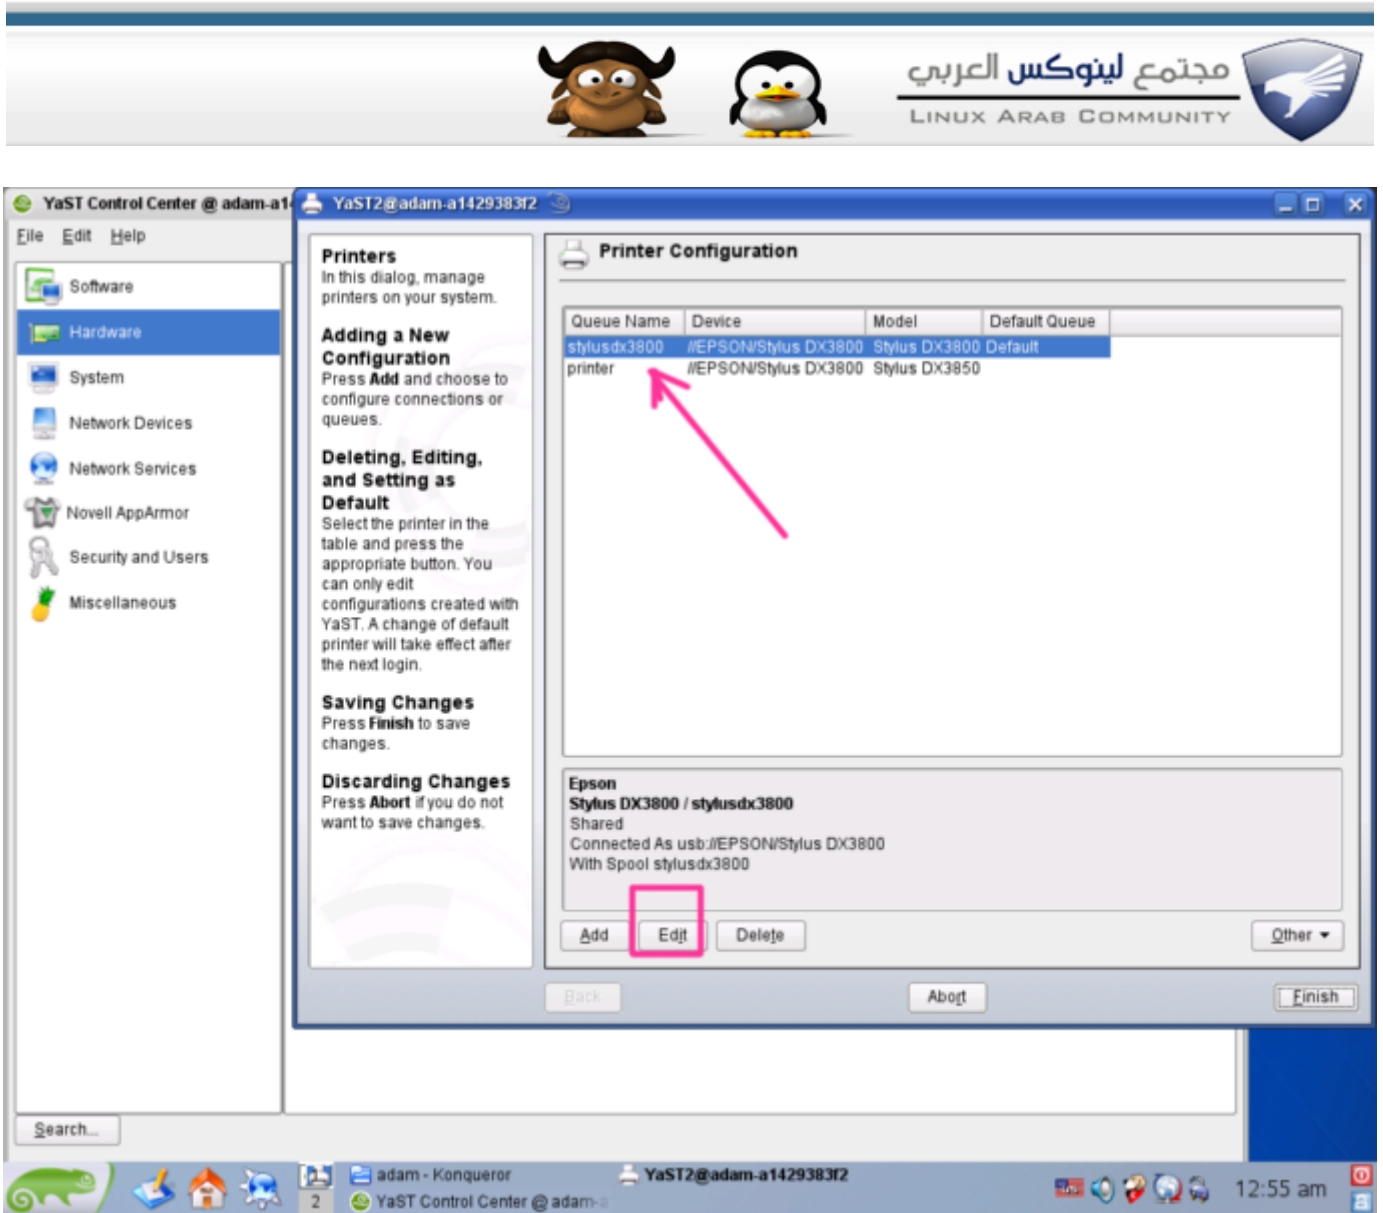 مجتمع لينوكس العربي
LINUX ARAB COMMUNITY
YaST Control Center @ adam-a14
YaST2@adam-a1429383f2
File Edit Help
Software
Hardware
System
Network Devices
Network Services
Novell AppArmor
Security and Users
Miscellaneous
Search...
Printers
In this dialog, manage
printers on your system.
Adding a New
Configuration
Press Add and choose to
configure connections or
queues.
Deleting, Editing,
and Setting as
Default
Select the printer in the
table and press the
appropriate button. You
can only edit
configurations created with
YaST. A change of default
printer will take effect after
the next login.
Saving Changes
Press Finish to save
changes.
Discarding Changes
Press Abort if you do not
want to save changes.
Printer Configuration
Queue Name Device Model Default Queue
stylusdx3800 //EPSON/Stylus DX3800 Stylus DX3800 Default
printer //EPSON/Stylus DX3800 Stylus DX3850
Epson
Stylus DX3800 / stylusdx3800
Shared
Connected As usb://EPSON/Stylus DX3800
With Spool stylusdx3800
Add Edit Delete Other
Back Abort Finish
2
adam - Konqueror
YaST Control Center @ adam-a
YaST2@adam-a1429383f2
12:55 am